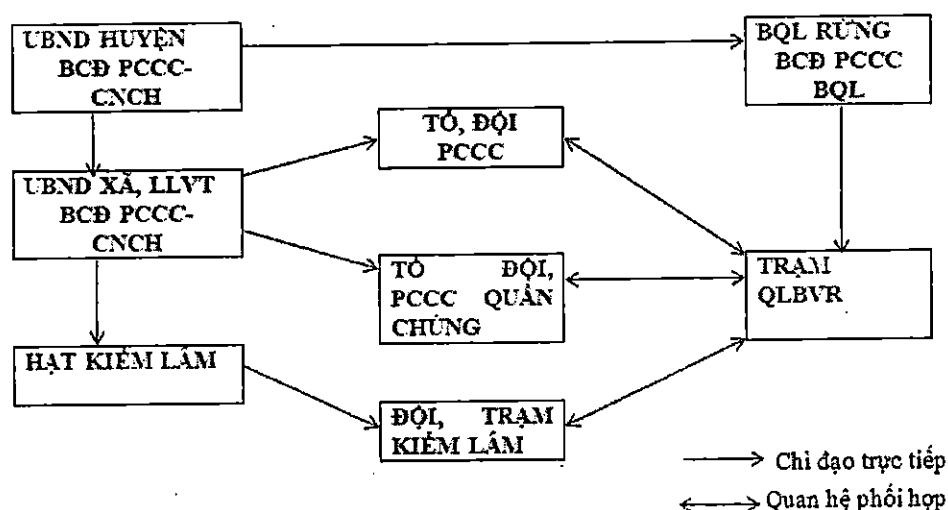 UBND HUYỆN
BCĐ PCCC-
CNCH
BQL RỪNG
BCĐ PCCC
BQL
TỔ, ĐỘI
PCCC
UBND XÃ, LLVT
BCĐ PCCC-
CNCH
TỔ ĐỘI,
PCCC QUẦN
CHÚNG
TRẠM
QLBVR
HẠT KIỂM LÂM
ĐỘI, TRẠM
KIỂM LÂM
Chỉ đạo trực tiếp
Quan hệ phối hợp